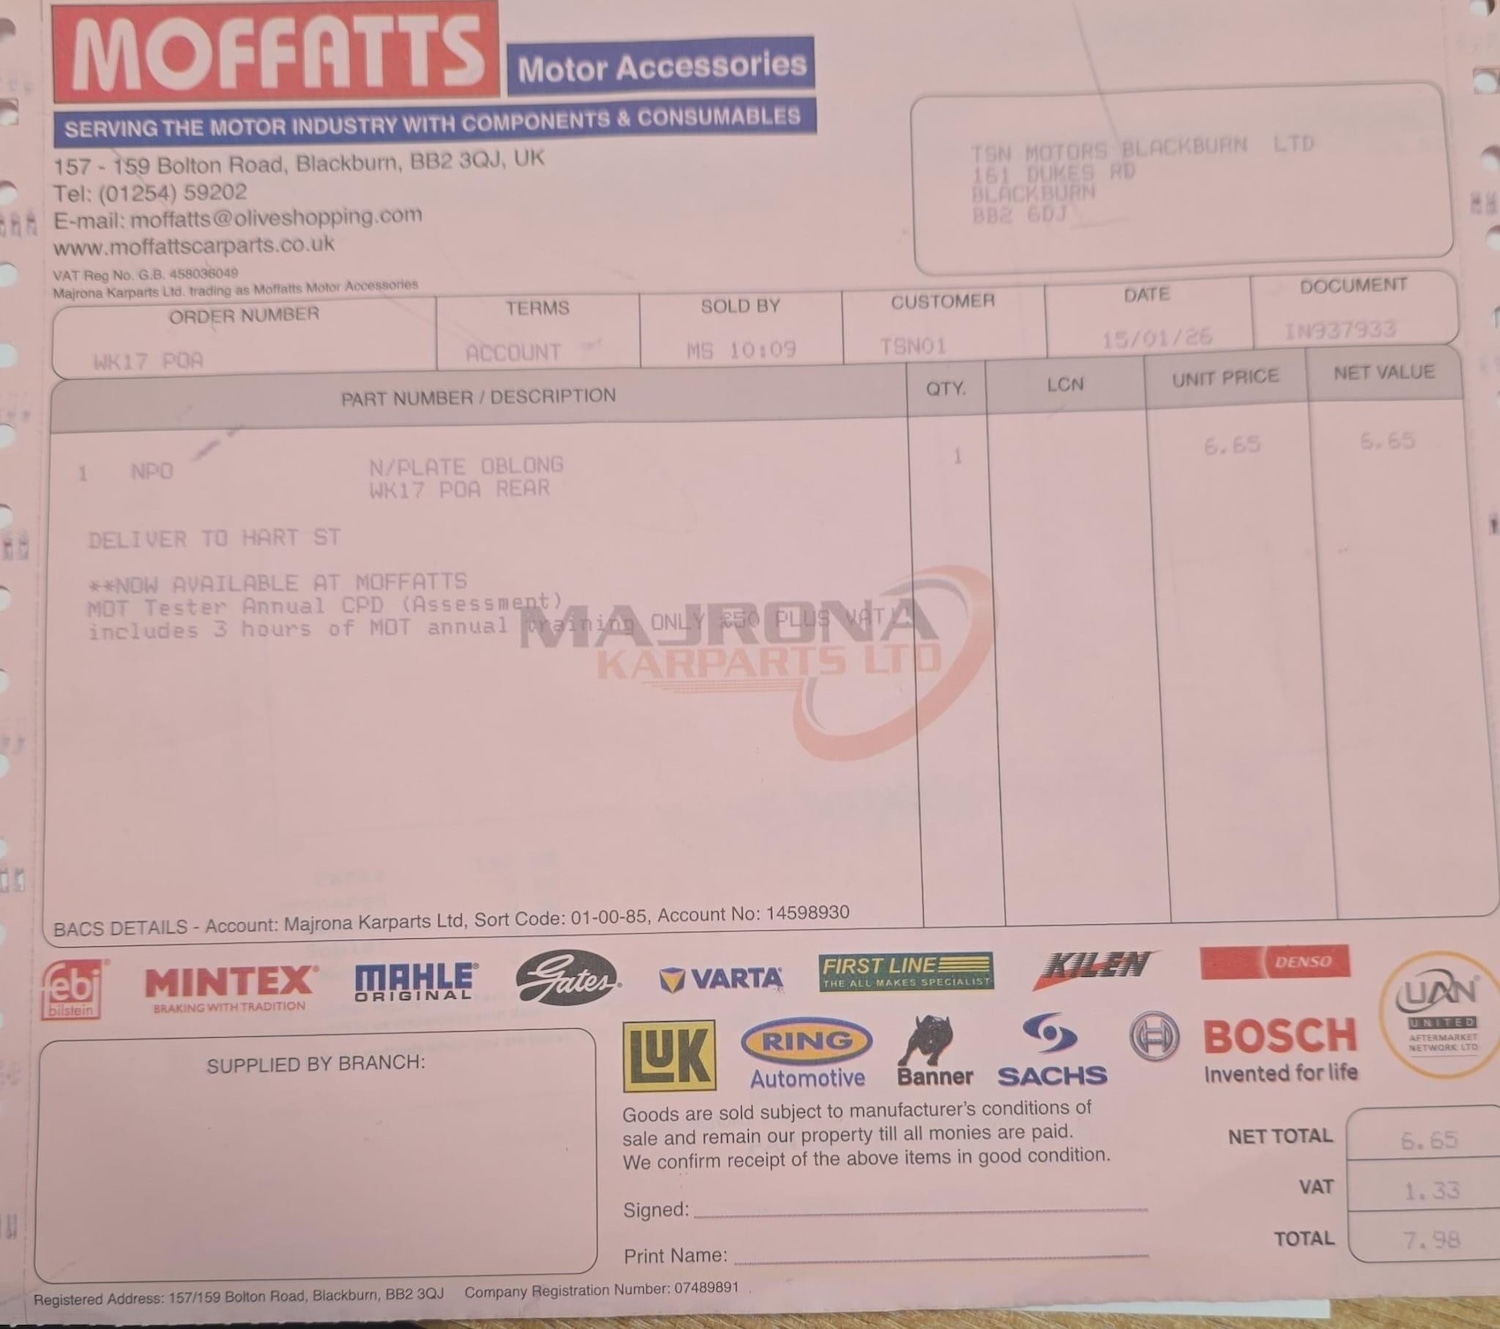 MOFFATTS
Motor Accessories
SERVING THE MOTOR INDUSTRY WITH COMPONENTS & CONSUMABLES
157 - 159 Bolton Road, Blackburn, BB2 3QJ, UK
Tel: (01254) 59202
E-mail: moffatts@oliveshopping.com
www.moffattscarparts.co.uk
VAT Reg No. G.B. 458036049
Majrona Karparts Ltd. trading as Moffatts Motor Accessories
TSN MOTORS BLACKBURN LTD
161 DUKES RD
BLACKBURN
BB2 6DJ
ORDER NUMBER TERMS SOLD BY CUSTOMER DATE DOCUMENT
WK17 POA ACCOUNT MS 10:09 TSN01 15/01/26 IN937933
PART NUMBER / DESCRIPTION QTY. LCN UNIT PRICE NET VALUE
1 NPO N/PLATE OBLONG 1 6.65 6.65
WK17 POA REAR
DELIVER TO HART ST
**NOW AVAILABLE AT MOFFATTS
MOT Tester Annual CPD (Assessment)
includes 3 hours of MOT annual training ONLY £50 PLUS VAT
MAJRONA
KARPARTS LTD
BACS DETAILS - Account: Majrona Karparts Ltd, Sort Code: 01-00-85, Account No: 14598930
febi
bilstein
MINTEX
BRAKING WITH TRADITION
MAHLE
ORIGINAL
Gates
VARTA
FIRST LINE
THE ALL MAKES SPECIALIST
KILEN
DENSO
UAN
UNITED
AFTERMARKET
NETWORK LTD
LUK
RING
Automotive
Banner
SACHS
BOSCH
Invented for life
SUPPLIED BY BRANCH:
Goods are sold subject to manufacturer's conditions of
sale and remain our property till all monies are paid.
We confirm receipt of the above items in good condition.
Signed:
Print Name:
NET TOTAL 6.65
VAT 1.33
TOTAL 7.98
Registered Address: 157/159 Bolton Road, Blackburn, BB2 3QJ Company Registration Number: 07489891